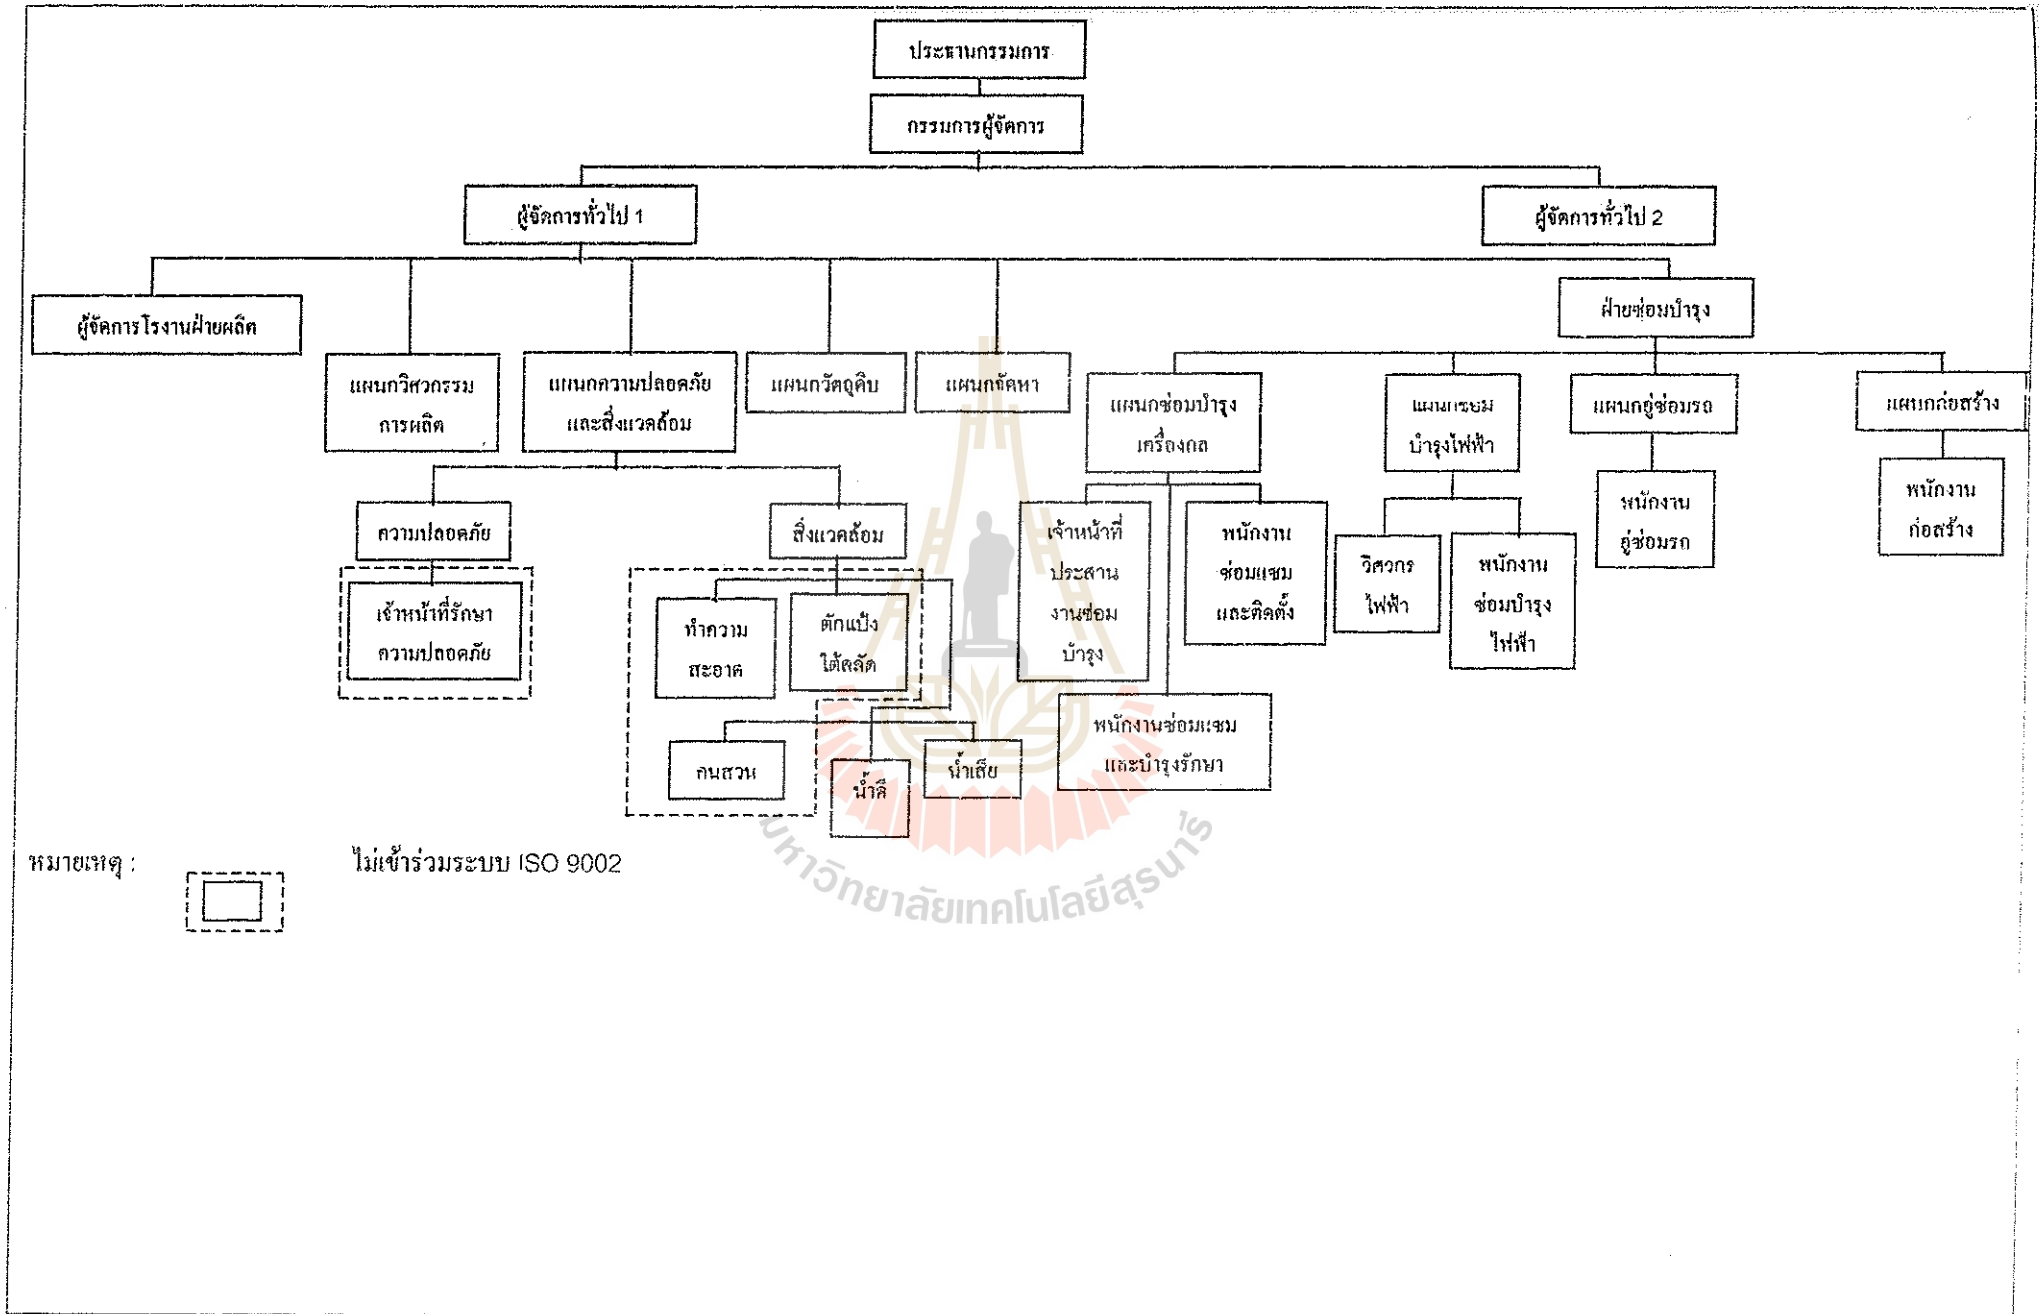 ประธานกรรมการ
กรรมการผู้จัดการ
ผู้จัดการทั่วไป 1
ผู้จัดการทั่วไป 2
ผู้จัดการโรงานฝ่ายผลิต
ฝ่ายซ่อมบำรุง
แผนกวิศวกรรม
การผลิต
แผนกความปลอดภัย
และสิ่งแวดล้อม
แผนกวัตถุดิบ
แผนกจัดหา
แผนกซ่อมบำรุง
เครื่องกล
แผนกซ่อม
บำรุงไฟฟ้า
แผนกอู่ซ่อมรถ
แผนกก่อสร้าง
ความปลอดภัย
สิ่งแวดล้อม
เจ้าหน้าที่
ประสาน
งานซ่อม
บำรุง
พนักงาน
ซ่อมแซม
และติดตั้ง
วิศวกร
ไฟฟ้า
พนักงาน
ซ่อมบำรุง
ไฟฟ้า
พนักงาน
อู่ซ่อมรถ
พนักงาน
ก่อสร้าง
เจ้าหน้าที่รักษา
ความปลอดภัย
ทำความ
สะอาด
ตักแป้ง
ใต้สลัด
พนักงานซ่อมแซม
และบำรุงรักษา
คนสวน
น้ำดี
น้ำเสีย
หมายเหตุ :
ไม่เข้าร่วมระบบ ISO 9002
มหาวิทยาลัยเทคโนโลยีสุรนารี